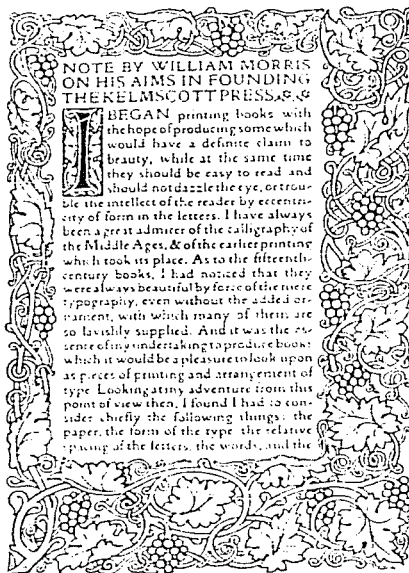 NOTE BY WILLIAM MORRIS
ON HIS AIMS IN FOUNDING
THE KELMSCOTT PRESS
I BEGAN printing books with
the hope of producing some which
would have a definite claim to
beauty, while at the same time
they should be easy to read and
should not dazzle the eye, or trou-
ble the intellect of the reader by eccentri-
city of form in the letters. I have always
been a great admirer of the calligraphy of
the Middle Ages, & of the earlier printing
which took its place. As to the fifteenth-
century books, I had noticed that they
were always beautiful by force of the mere
typography, even without the added or-
nament, with which many of them are
so lavishly supplied. And it was the es-
sence of my undertaking to produce books
which it would be a pleasure to look upon
as pieces of printing and arrangement of
type. Looking at my adventure from this
point of view then, I found I had to con-
sider chiefly the following things: the
paper, the form of the type, the relative
spacing of the letters, the words, and the